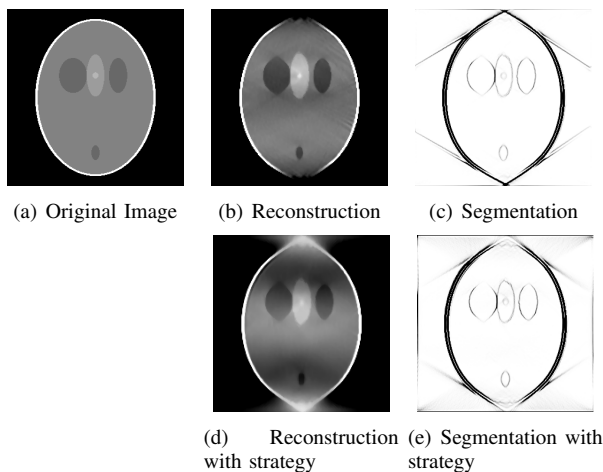 (a) Original Image
(b) Reconstruction
(c) Segmentation
(d) Reconstruction with strategy
(e) Segmentation with strategy